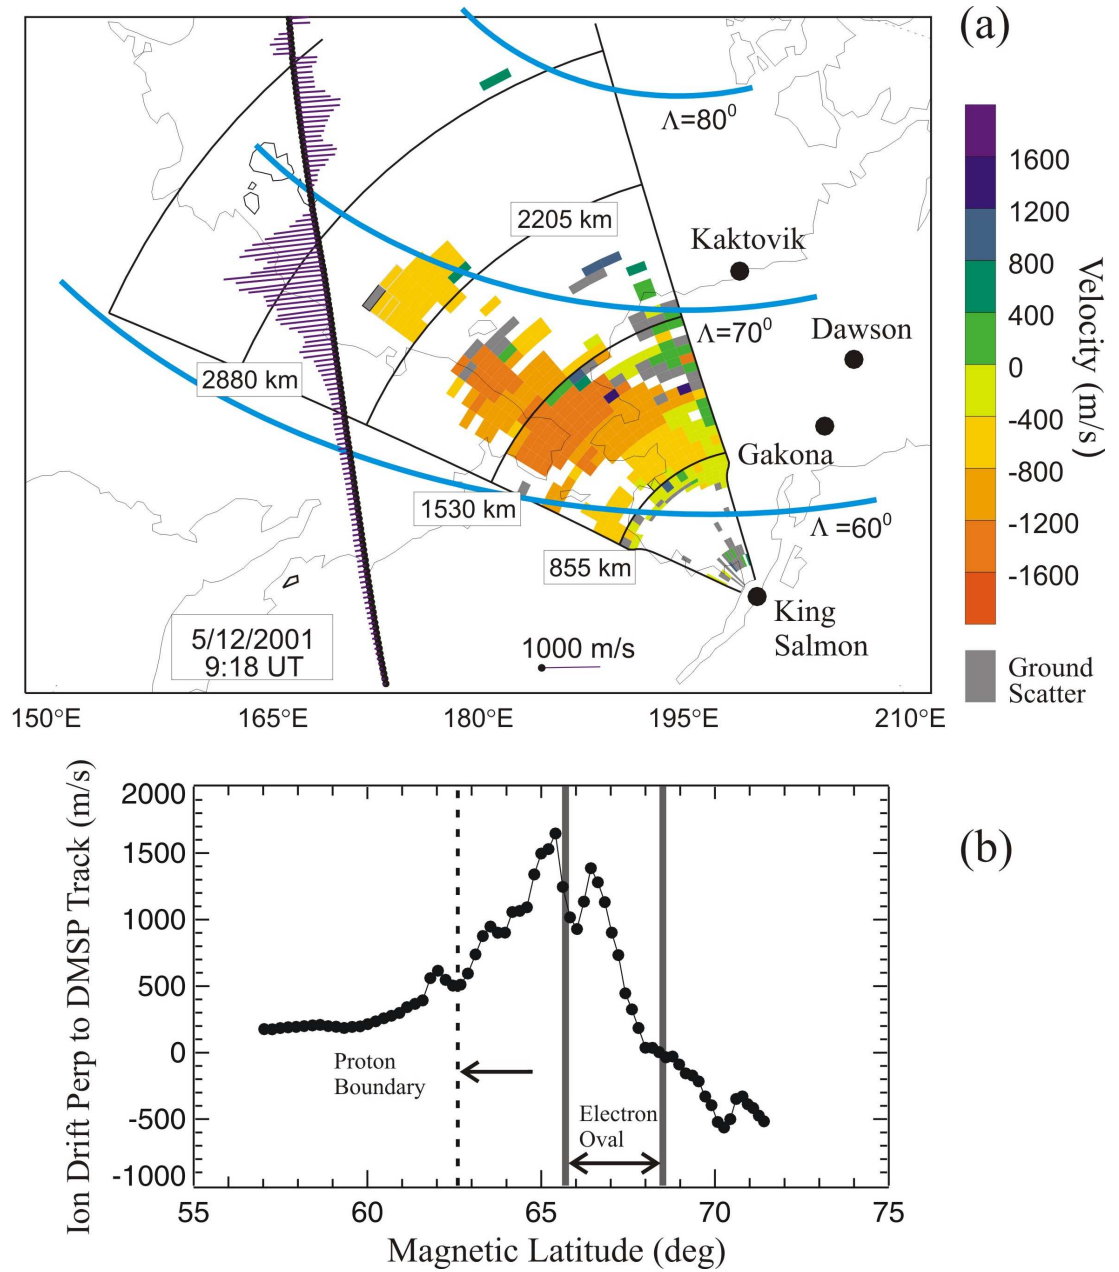 (a)
Λ=80⁰
2205 km
Kaktovik
Λ=70⁰
Dawson
2880 km
Gakona
1530 km
Λ =60⁰
855 km
King
Salmon
5/12/2001
9:18 UT
1000 m/s
150°E
165°E
180°E
195°E
210°E
1600
1200
800
400
0
-400
-800
-1200
-1600
Velocity (m/s)
Ground
Scatter
(b)
Ion Drift Perp to DMSP Track (m/s)
2000
1500
1000
500
0
-500
-1000
Proton
Boundary
Electron
Oval
55
60
65
70
75
Magnetic Latitude (deg)